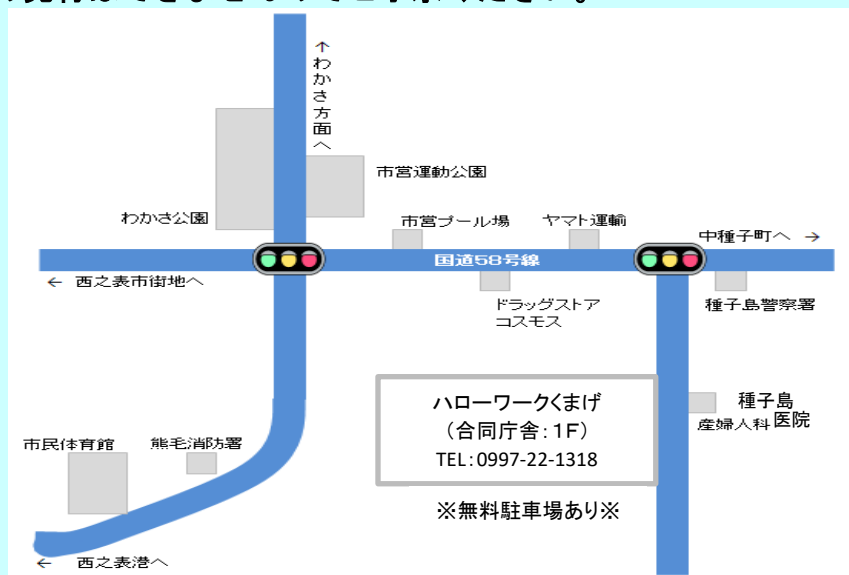 ↑わかさ方面へ
市営運動公園
わかさ公園
市営プール場
ヤマト運輸
中種子町へ →
国道58号線
← 西之表市街地へ
ドラッグストア
コスモス
種子島警察署
ハローワークくまげ
（合同庁舎：1F）
TEL：0997-22-1318
種子島
産婦人科医院
市民体育館
熊毛消防署
※無料駐車場あり※
← 西之表港へ